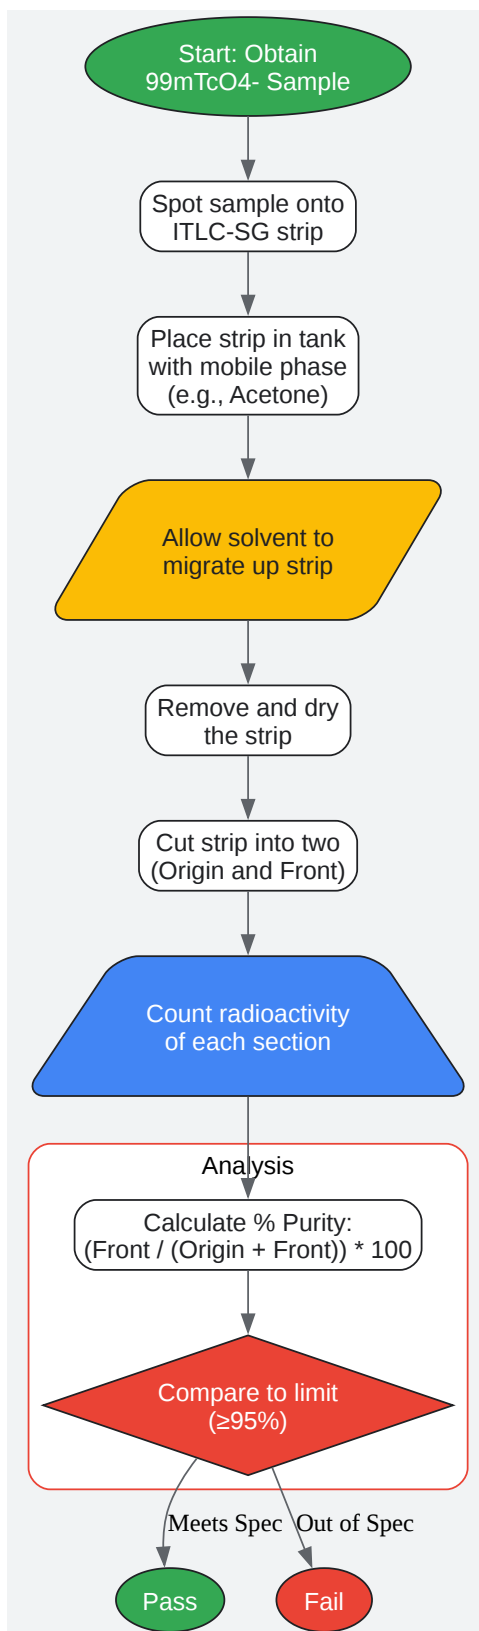 Start: Obtain
99mTcO4- Sample
Spot sample onto
ITLC-SG strip
Place strip in tank
with mobile phase
(e.g., Acetone)
Allow solvent to
migrate up strip
Remove and dry
the strip
Cut strip into two
(Origin and Front)
Count radioactivity
of each section
Analysis
Calculate % Purity:
(Front / (Origin + Front)) * 100
Compare to limit
(≥95%)
Meets Spec
Out of Spec
Pass
Fail